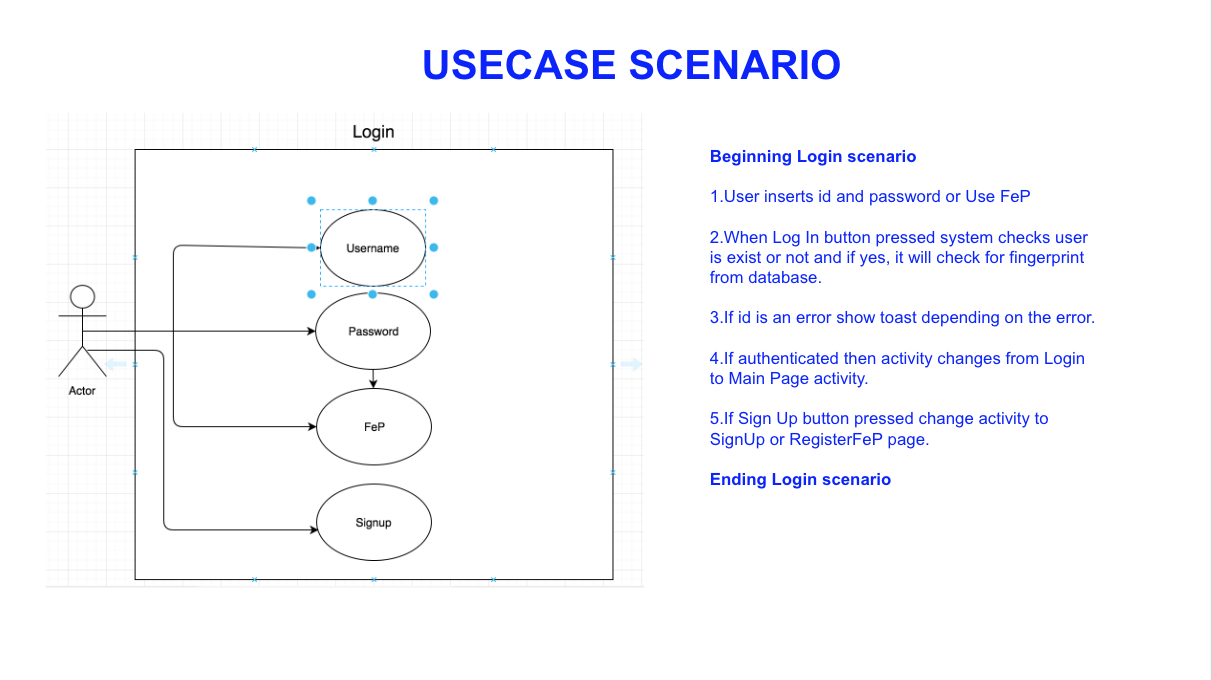 USECASE SCENARIO
Login
Username
Password
FeP
Signup
Actor
Beginning Login scenario
1.User inserts id and password or Use FeP
2.When Log In button pressed system checks user
is exist or not and if yes, it will check for fingerprint
from database.
3.If id is an error show toast depending on the error.
4.If authenticated then activity changes from Login
to Main Page activity.
5.If Sign Up button pressed change activity to
SignUp or RegisterFeP page.
Ending Login scenario